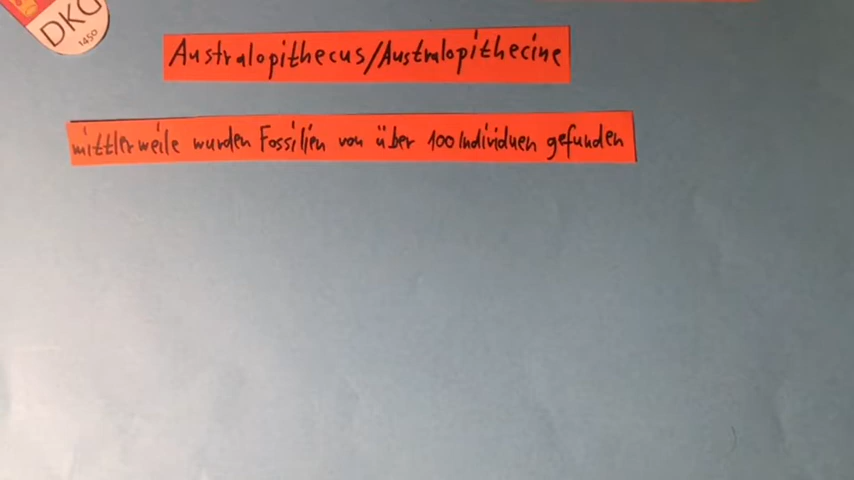 DKG
1450
Australopithecus/Australopithecine
mittlerweile wurden Fossilien von über 100 Individuen gefunden